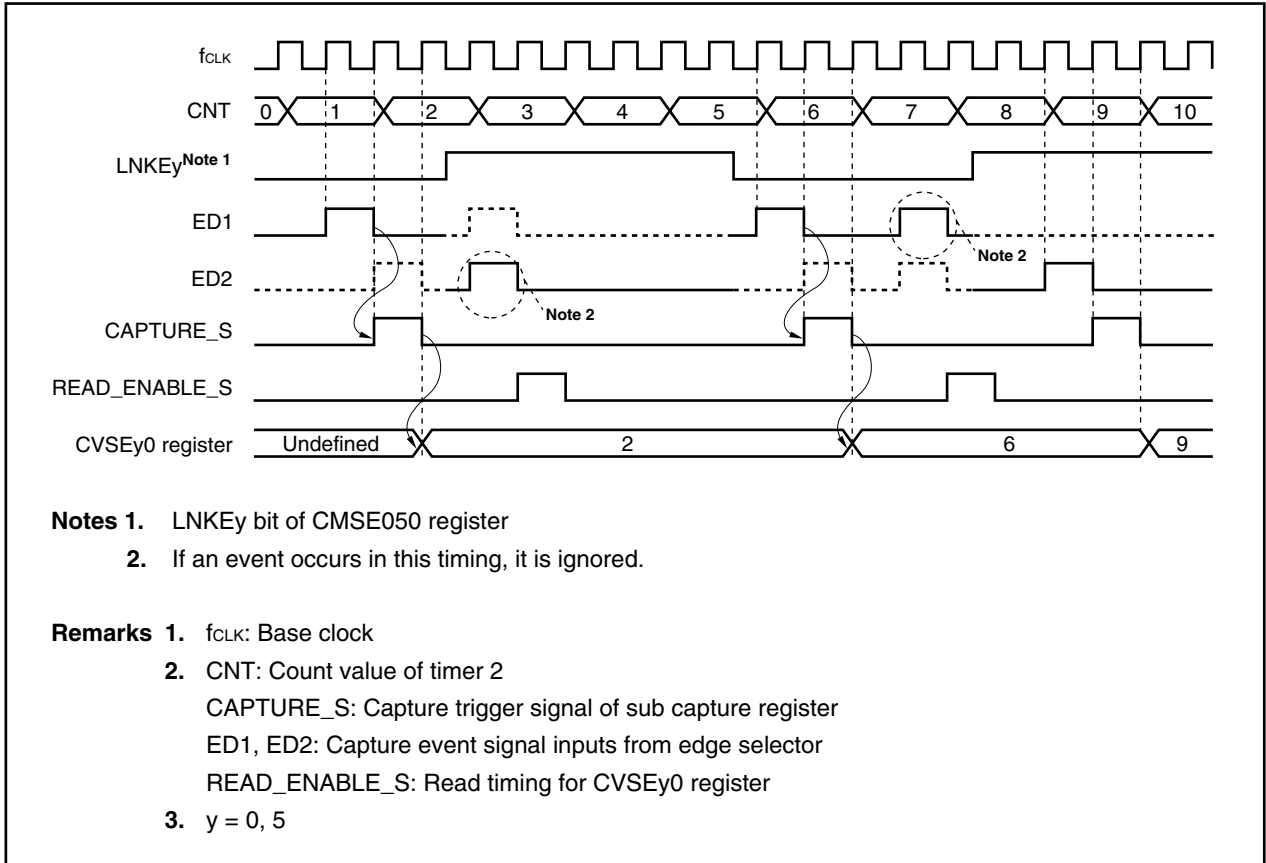 fCLK
CNT 0 1 2 3 4 5 6 7 8 9 10
LNKEyNote 1
ED1
Note 2
ED2
Note 2
CAPTURE_S
READ_ENABLE_S
CVSEy0 register Undefined 2 6 9
Notes 1. LNKEy bit of CMSE050 register
2. If an event occurs in this timing, it is ignored.
Remarks 1. fCLK: Base clock
2. CNT: Count value of timer 2
CAPTURE_S: Capture trigger signal of sub capture register
ED1, ED2: Capture event signal inputs from edge selector
READ_ENABLE_S: Read timing for CVSEy0 register
3. y = 0, 5